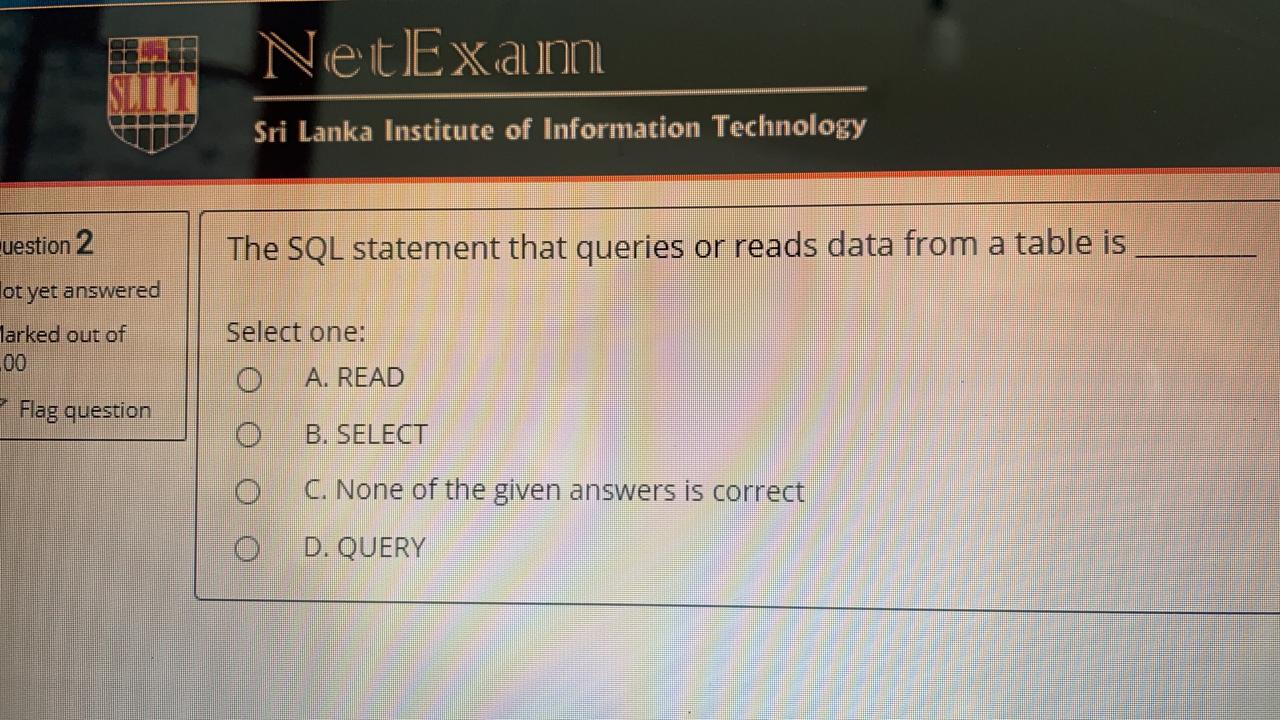 SLIIT
NetExam
Sri Lanka Institute of Information Technology
uestion 2
ot yet answered
arked out of
.00
Flag question
The SQL statement that queries or reads data from a table is ________
Select one:
A. READ
B. SELECT
C. None of the given answers is correct
D. QUERY